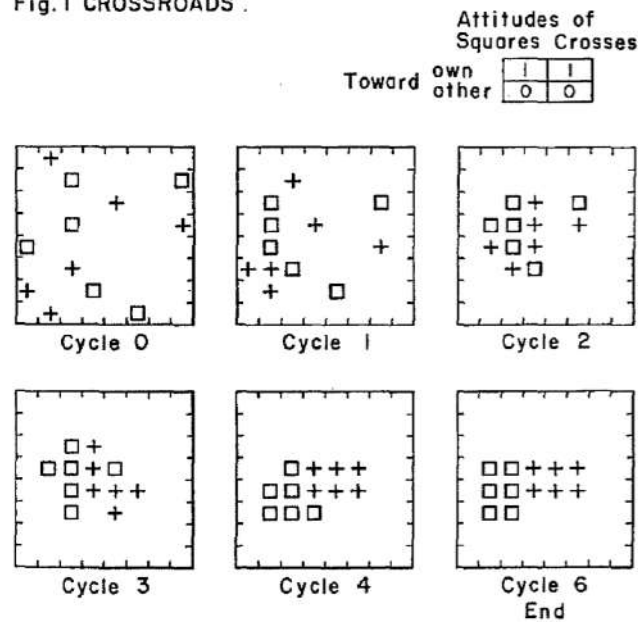 Fig.1 CROSSROADS.
Attitudes of
Squares Crosses
Toward own 1 1
other 0 0
Cycle 0 Cycle 1 Cycle 2
Cycle 3 Cycle 4 Cycle 6
End